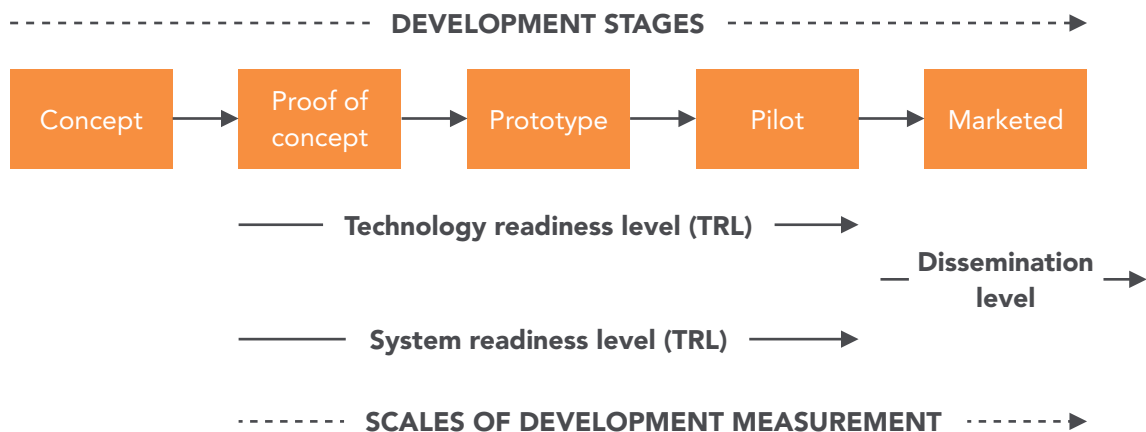 DEVELOPMENT STAGES
Concept
Proof of
concept
Prototype
Pilot
Marketed
Technology readiness level (TRL)
Dissemination
level
System readiness level (TRL)
SCALES OF DEVELOPMENT MEASUREMENT